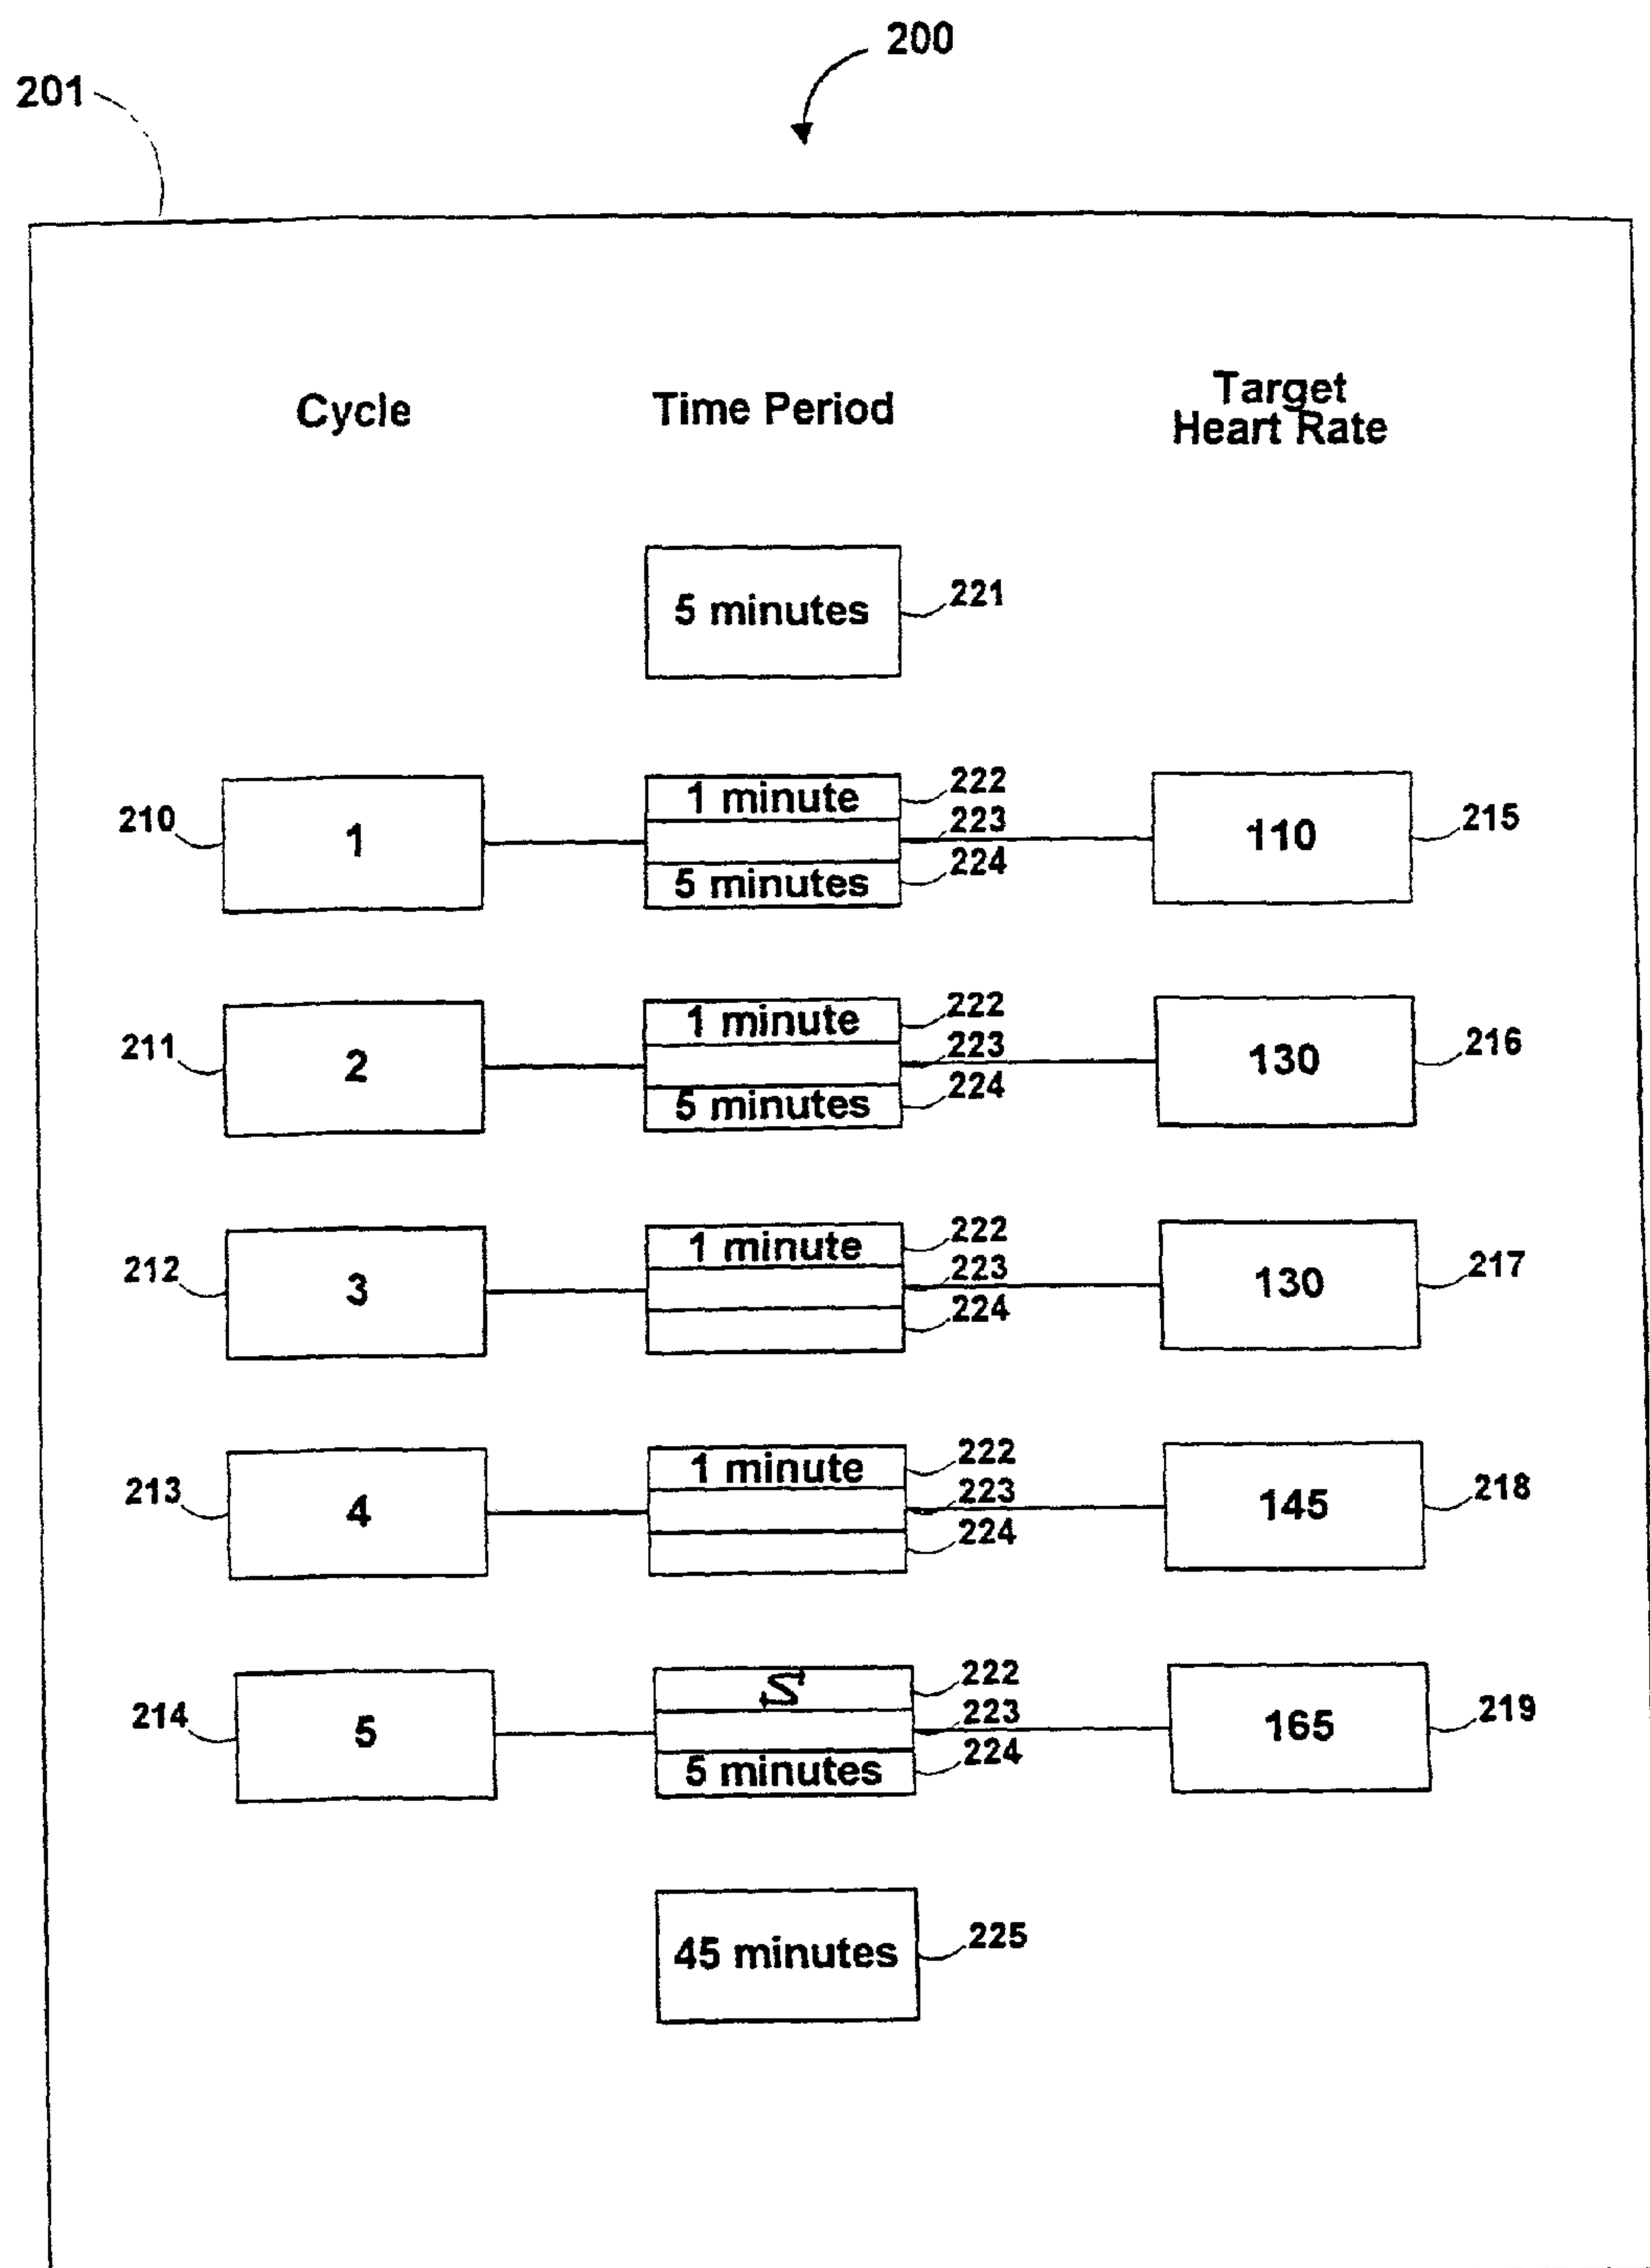 200
201
Cycle Time Period Target Heart Rate
5 minutes 221
1 minute 222
210 1 223 110 215
5 minutes 224
1 minute 222
211 2 223 130 216
5 minutes 224
1 minute 222
212 3 223 130 217
224
1 minute 222
213 4 223 145 218
224
222
214 5 223 165 219
5 minutes 224
45 minutes 225